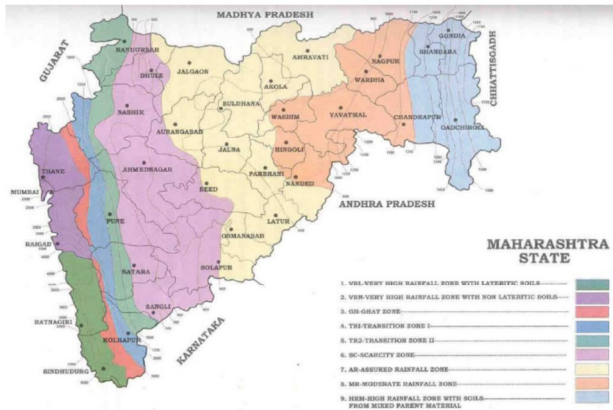 MADHYA PRADESH
GUJARAT
CHHATTISGADH
NANDURBAR
DHULE
JALGAON
AMRAVATI
NAGPUR
BHANDARA
GONDIA
AKOLA
WARDHA
NASHIK
BULDHANA
WASHIM
YAVATMAL
CHANDRAPUR
GADCHIROLI
AURANGABAD
JALNA
HINGOLI
THANE
AHMEDNAGAR
PARBHANI
NANDED
MUMBAI
BEED
ANDHRA PRADESH
PUNE
LATUR
RAIGAD
OSMANABAD
SATARA
SOLAPUR
SANGLI
RATNAGIRI
KOLHAPUR
KARNATAKA
SINDHUDURG
MAHARASHTRA
STATE
1. VRL-VERY HIGH RAINFALL ZONE WITH LATERITIC SOILS
2. VRN-VERY HIGH RAINFALL ZONE WITH NON LATERITIC SOILS
3. GH-GHAT ZONE
4. TR1-TRANSITION ZONE I
5. TR2-TRANSITION ZONE II
6. SC-SCARCITY ZONE
7. AR-ASSURED RAINFALL ZONE
8. MR-MODERATE RAINFALL ZONE
9. HRM-HIGH RAINFALL ZONE WITH SOILS
FROM MIXED PARENT MATERIAL